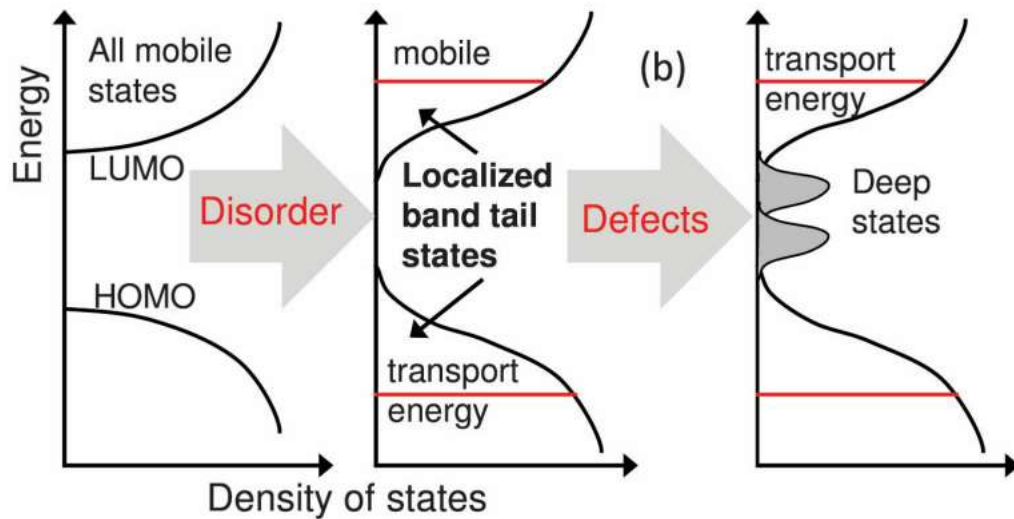 Energy
All mobile
states
LUMO
HOMO
Disorder
mobile
Localized
band tail
states
transport
energy
Defects
(b)
transport
energy
Deep
states
Density of states